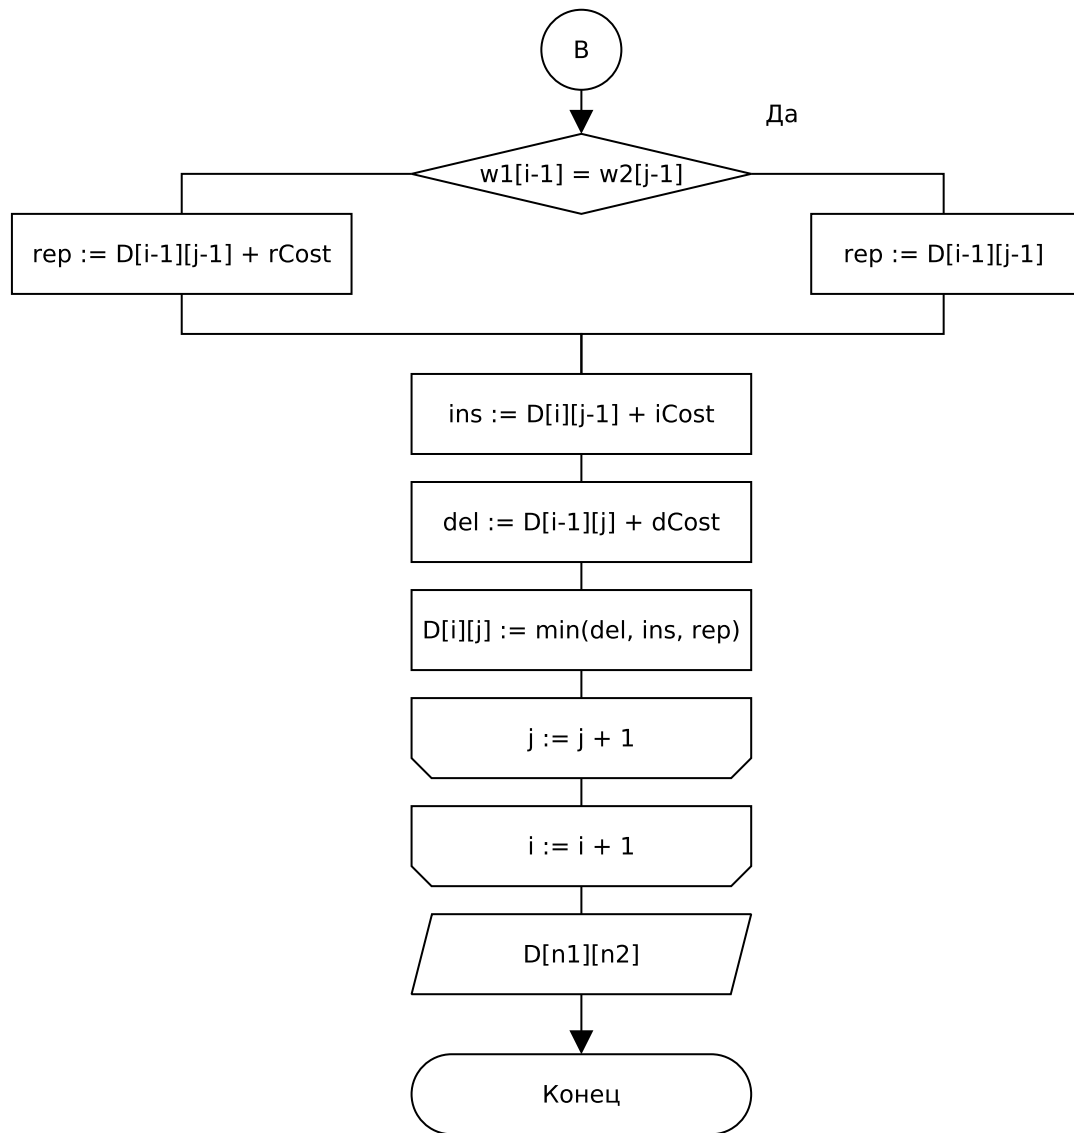 B
Да
w1[i-1] = w2[j-1]
rep := D[i-1][j-1] + rCost
rep := D[i-1][j-1]
ins := D[i][j-1] + iCost
del := D[i-1][j] + dCost
D[i][j] := min(del, ins, rep)
j := j + 1
i := i + 1
D[n1][n2]
Конец